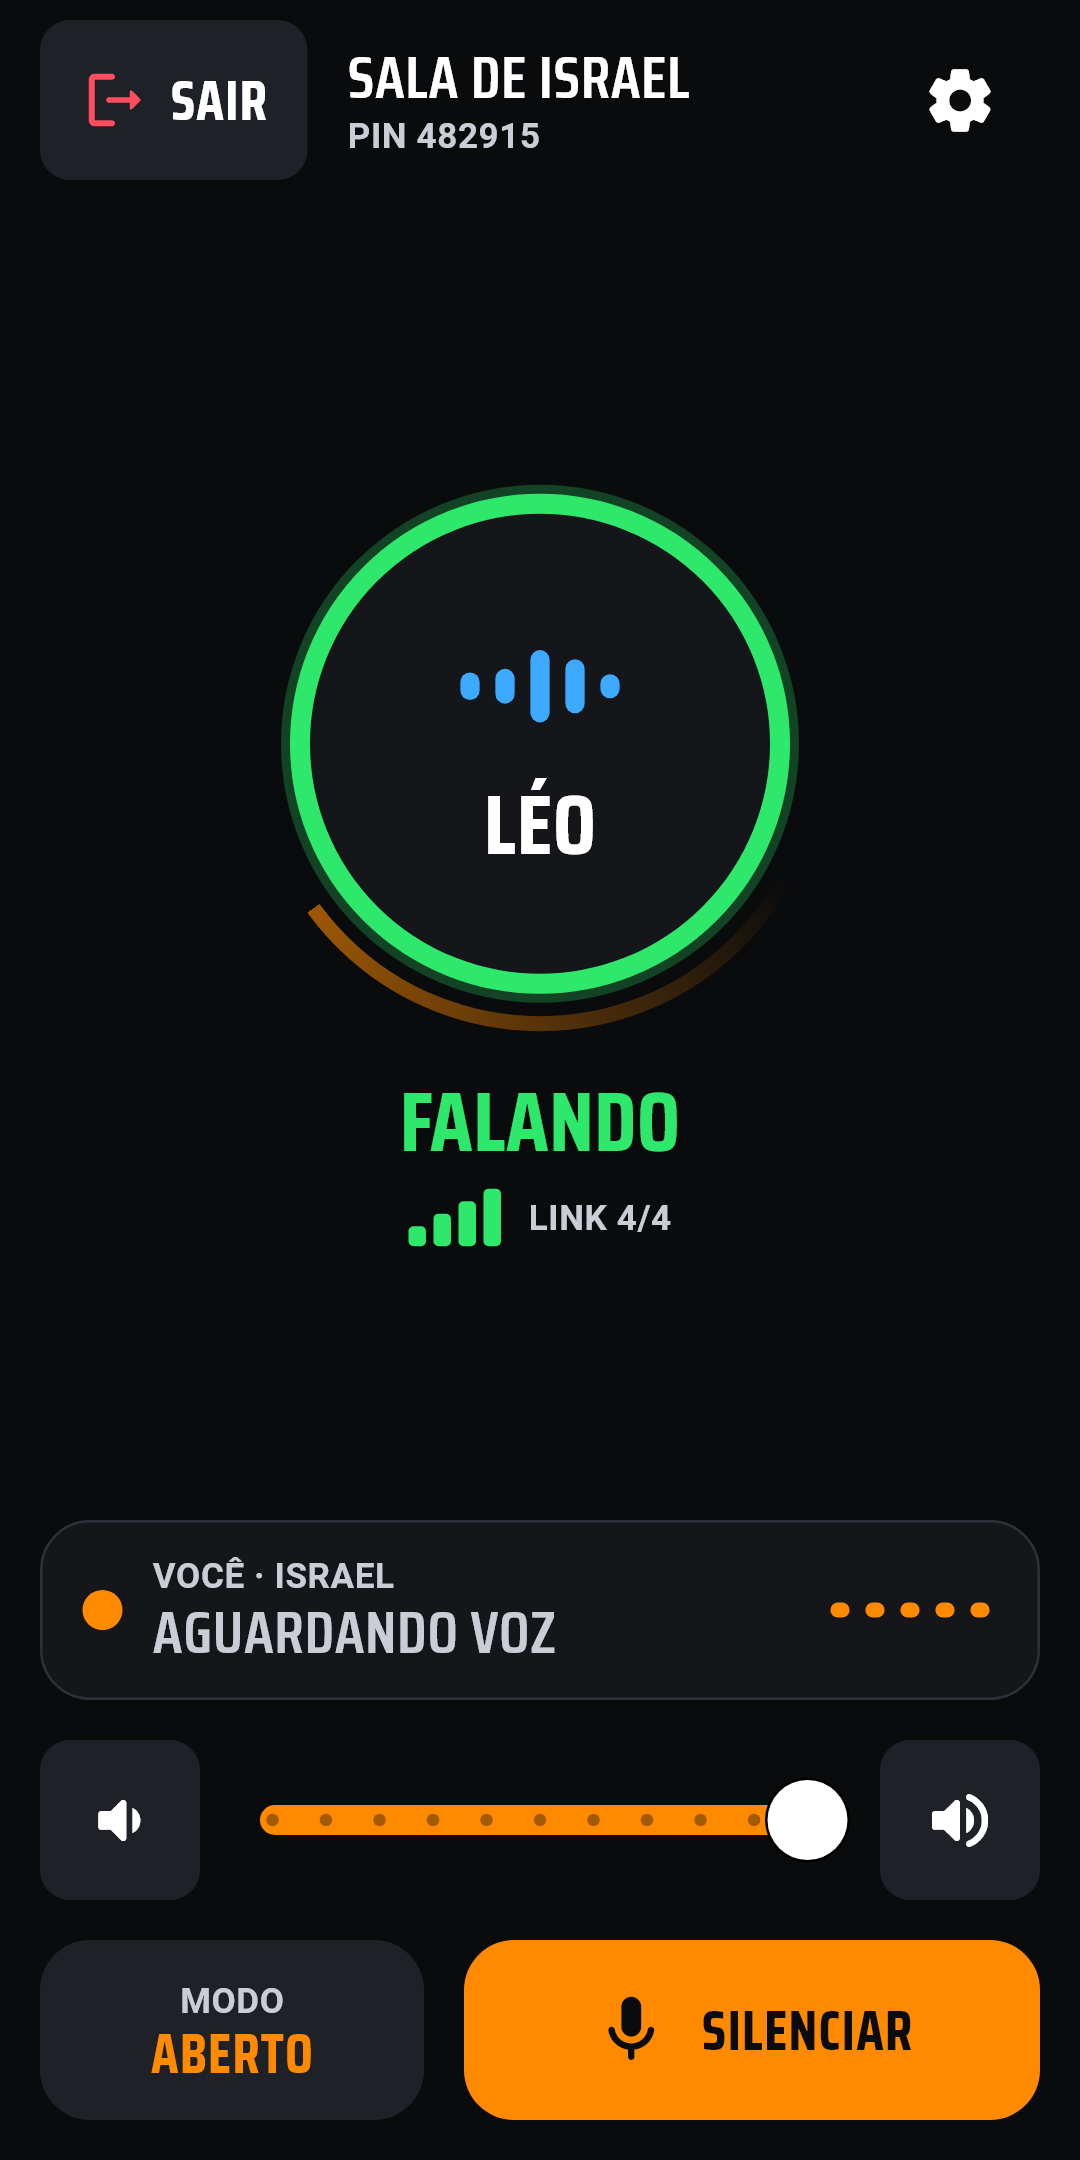 SAIR
SALA DE ISRAEL
PIN 482915
LÉO
FALANDO
LINK 4/4
VOCÊ · ISRAEL
AGUARDANDO VOZ
MODO
ABERTO
SILENCIAR